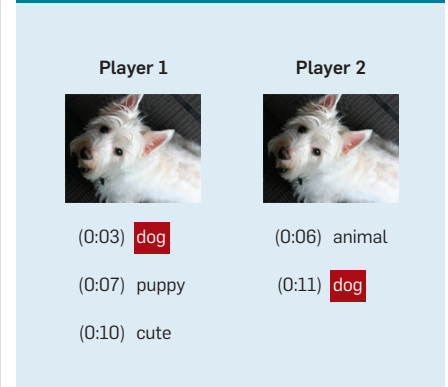 Player 1
Player 2
(0:03) dog
(0:07) puppy
(0:10) cute
(0:06) animal
(0:11) dog